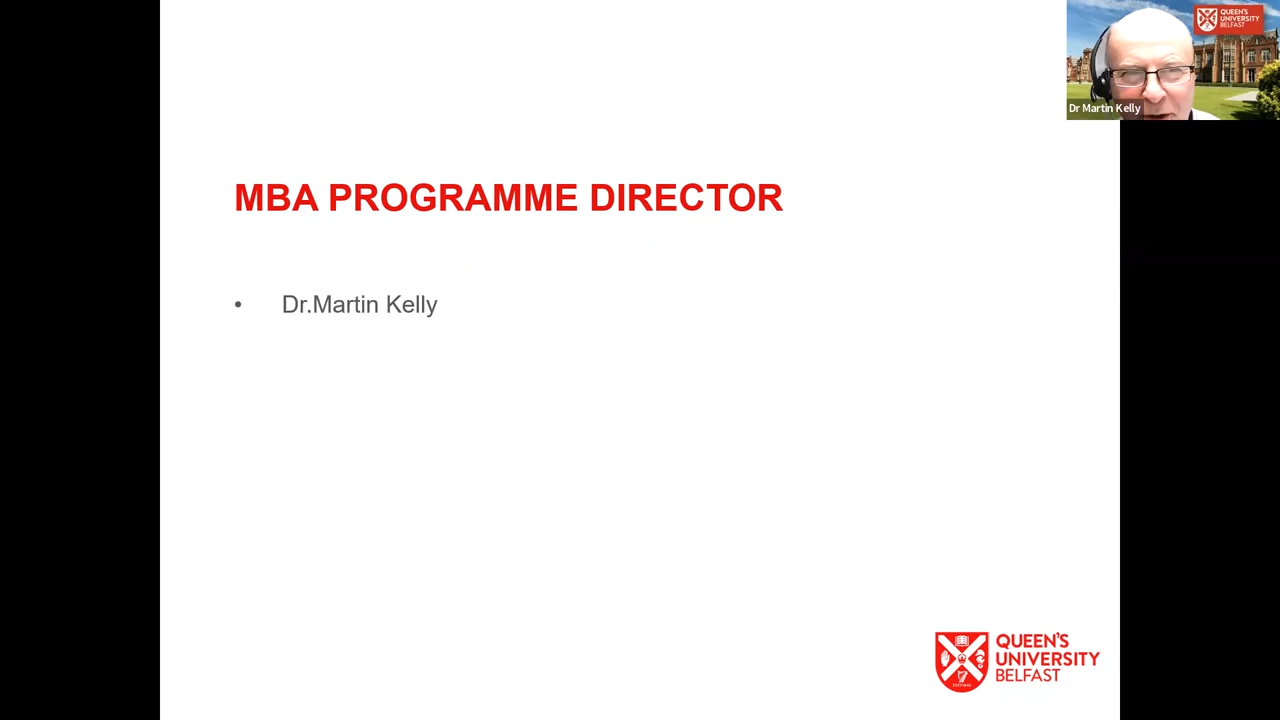 QUEEN'S
UNIVERSITY
BELFAST
Dr Martin Kelly
MBA PROGRAMME DIRECTOR
• Dr.Martin Kelly
QUEEN'S
UNIVERSITY
BELFAST